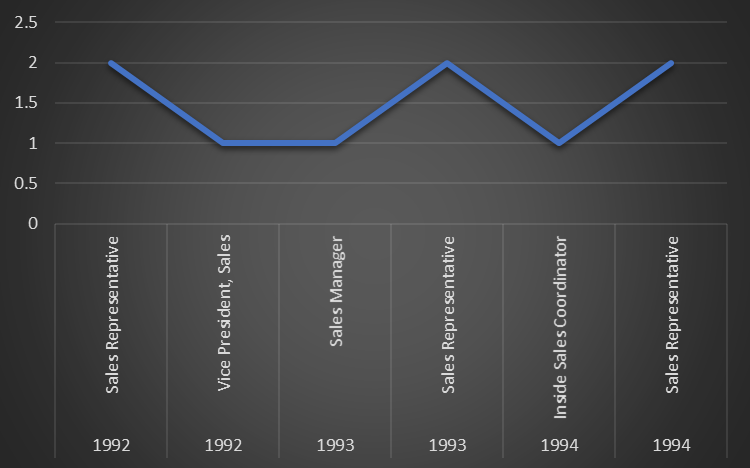 2.5
2
1.5
1
0.5
0
Sales Representative
Vice President, Sales
Sales Manager
Sales Representative
Inside Sales Coordinator
Sales Representative
1992
1992
1993
1993
1994
1994